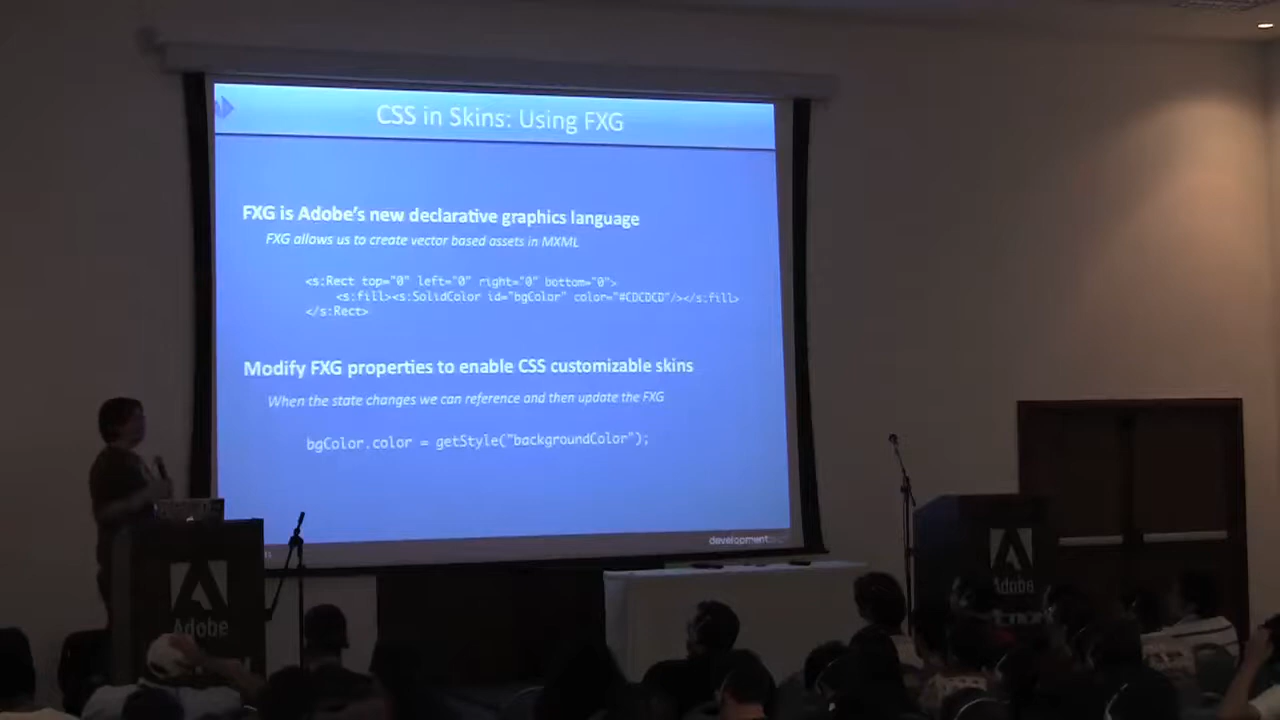 CSS in Skins: Using FXG
FXG is Adobe's new declarative graphics language
FXG allows us to create vector based assets in MXML
<s:Rect top="0" left="0" right="0" bottom="0">
<s:fill><s:SolidColor id="bgColor" color="#CDCDCD"/></s:fill>
</s:Rect>
Modify FXG properties to enable CSS customizable skins
When the state changes we can reference and then update the FXG
bgColor.color = getStyle("backgroundColor");
development
Adobe
Adobe